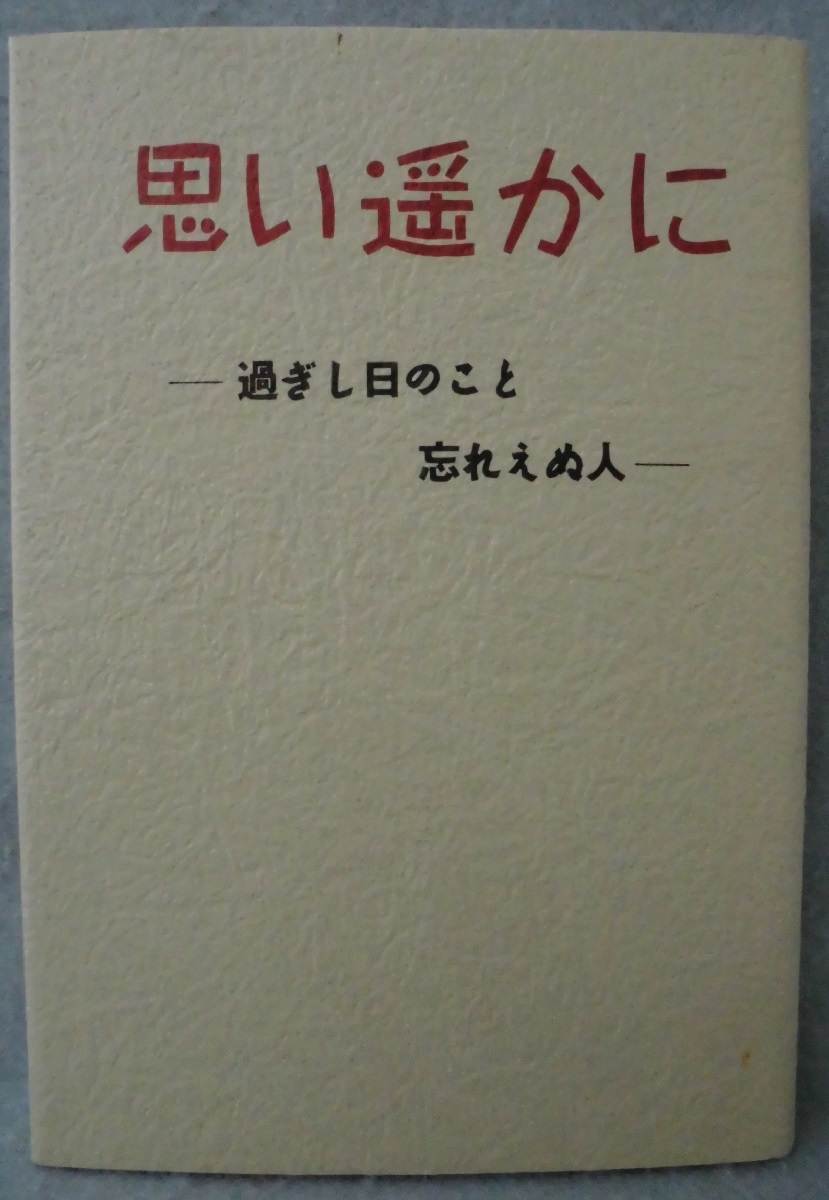 思い遥かに
―過ぎし日のこと
忘れえぬ人―